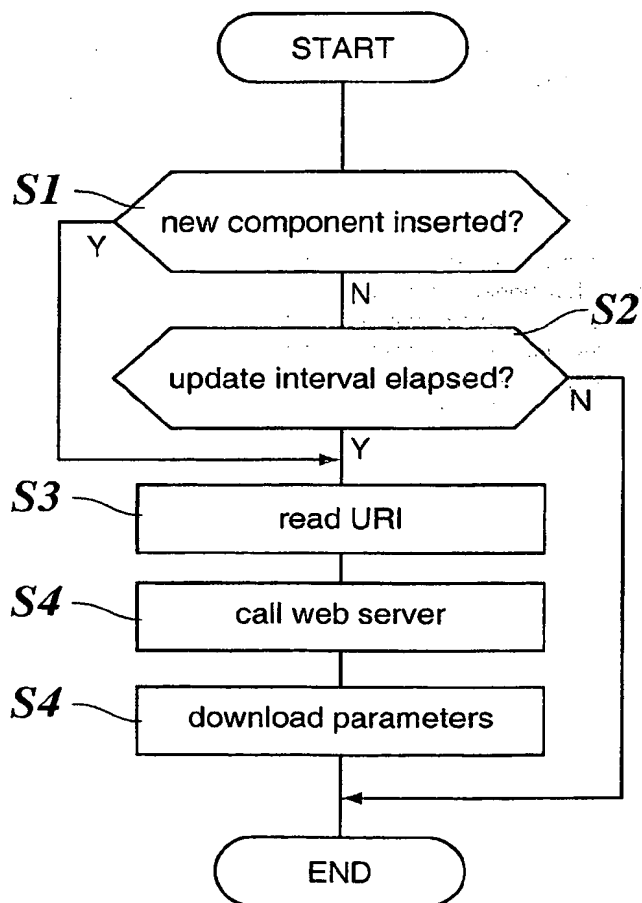 START
S1
new component inserted?
Y
N
S2
update interval elapsed?
N
Y
S3
read URI
S4
call web server
S4
download parameters
END